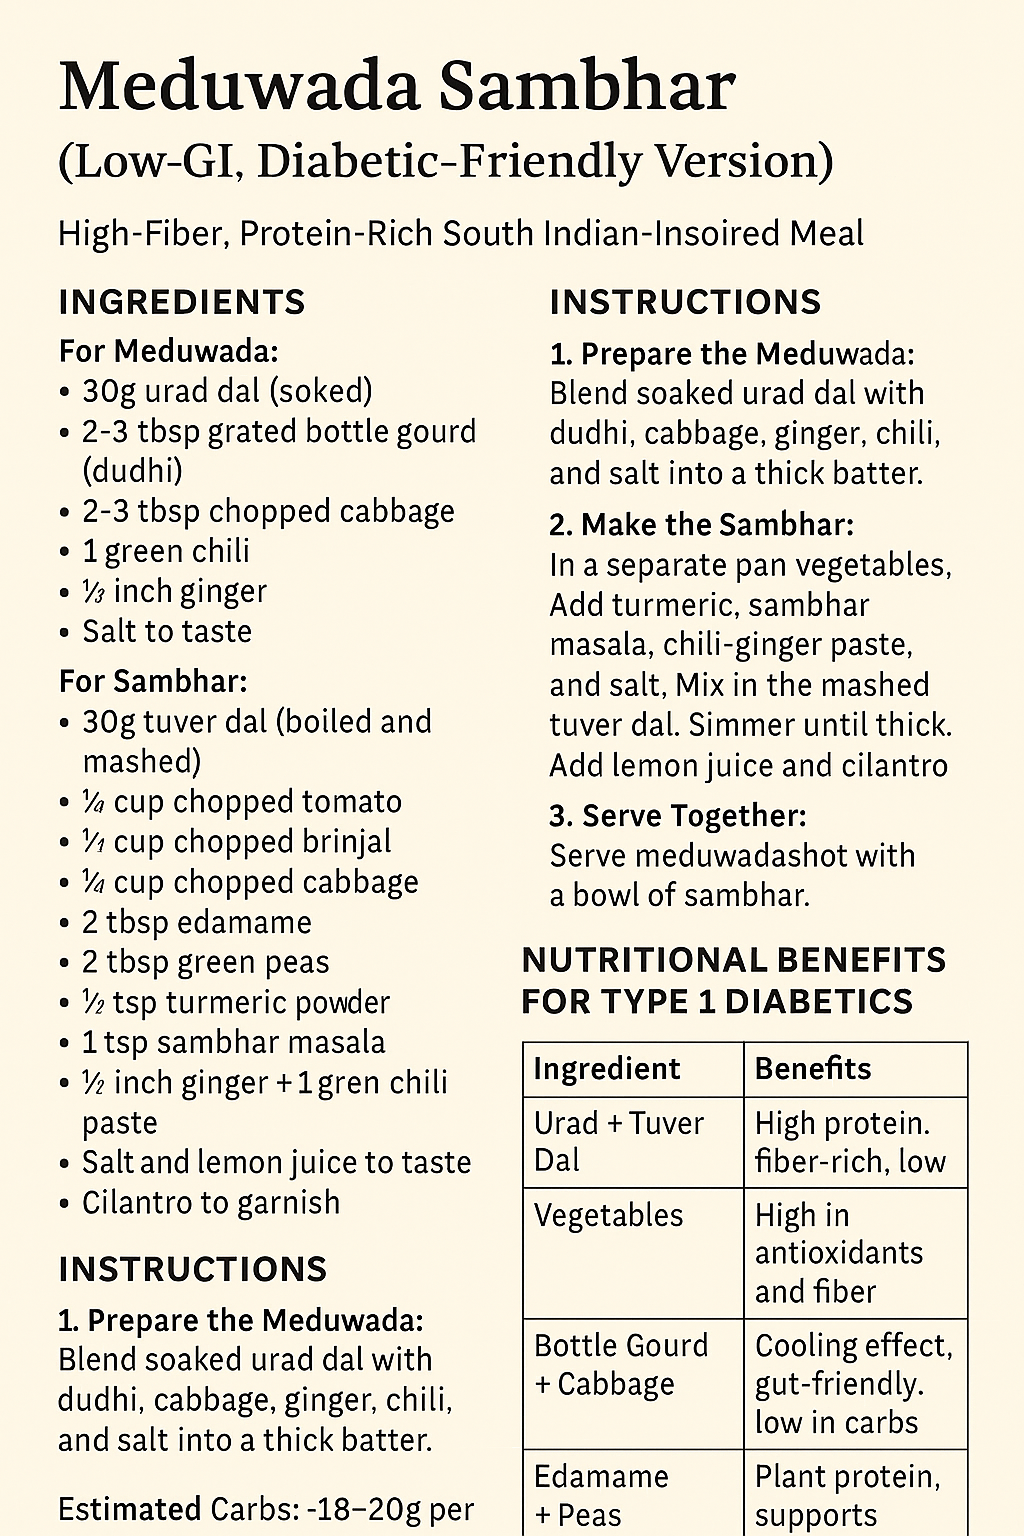 Meduwada Sambhar
(Low-GI, Diabetic-Friendly Version)
High-Fiber, Protein-Rich South Indian-Insoired Meal
INGREDIENTS
For Meduwada:
• 30g urad dal (soked)
• 2-3 tbsp grated bottle gourd
(dudhi)
• 2-3 tbsp chopped cabbage
• 1 green chili
• ⅓ inch ginger
• Salt to taste
For Sambhar:
• 30g tuver dal (boiled and
mashed)
• ¼ cup chopped tomato
• 1/1 cup chopped brinjal
• ¼ cup chopped cabbage
• 2 tbsp edamame
• 2 tbsp green peas
• ½ tsp turmeric powder
• 1 tsp sambhar masala
• ½ inch ginger + 1 gren chili
paste
• Salt and lemon juice to taste
• Cilantro to garnish
INSTRUCTIONS
1. Prepare the Meduwada:
Blend soaked urad dal with
dudhi, cabbage, ginger, chili,
and salt into a thick batter.
Estimated Carbs: -18–20g per
INSTRUCTIONS
1. Prepare the Meduwada:
Blend soaked urad dal with
dudhi, cabbage, ginger, chili,
and salt into a thick batter.
2. Make the Sambhar:
In a separate pan vegetables,
Add turmeric, sambhar
masala, chili-ginger paste,
and salt, Mix in the mashed
tuver dal. Simmer until thick.
Add lemon juice and cilantro
3. Serve Together:
Serve meduwadashot with
a bowl of sambhar.
NUTRITIONAL BENEFITS
FOR TYPE 1 DIABETICS
Ingredient Benefits
Urad + Tuver High protein.
Dal fiber-rich, low
Vegetables High in
antioxidants
and fiber
Bottle Gourd Cooling effect,
+ Cabbage gut-friendly.
low in carbs
Edamame Plant protein,
+ Peas supports